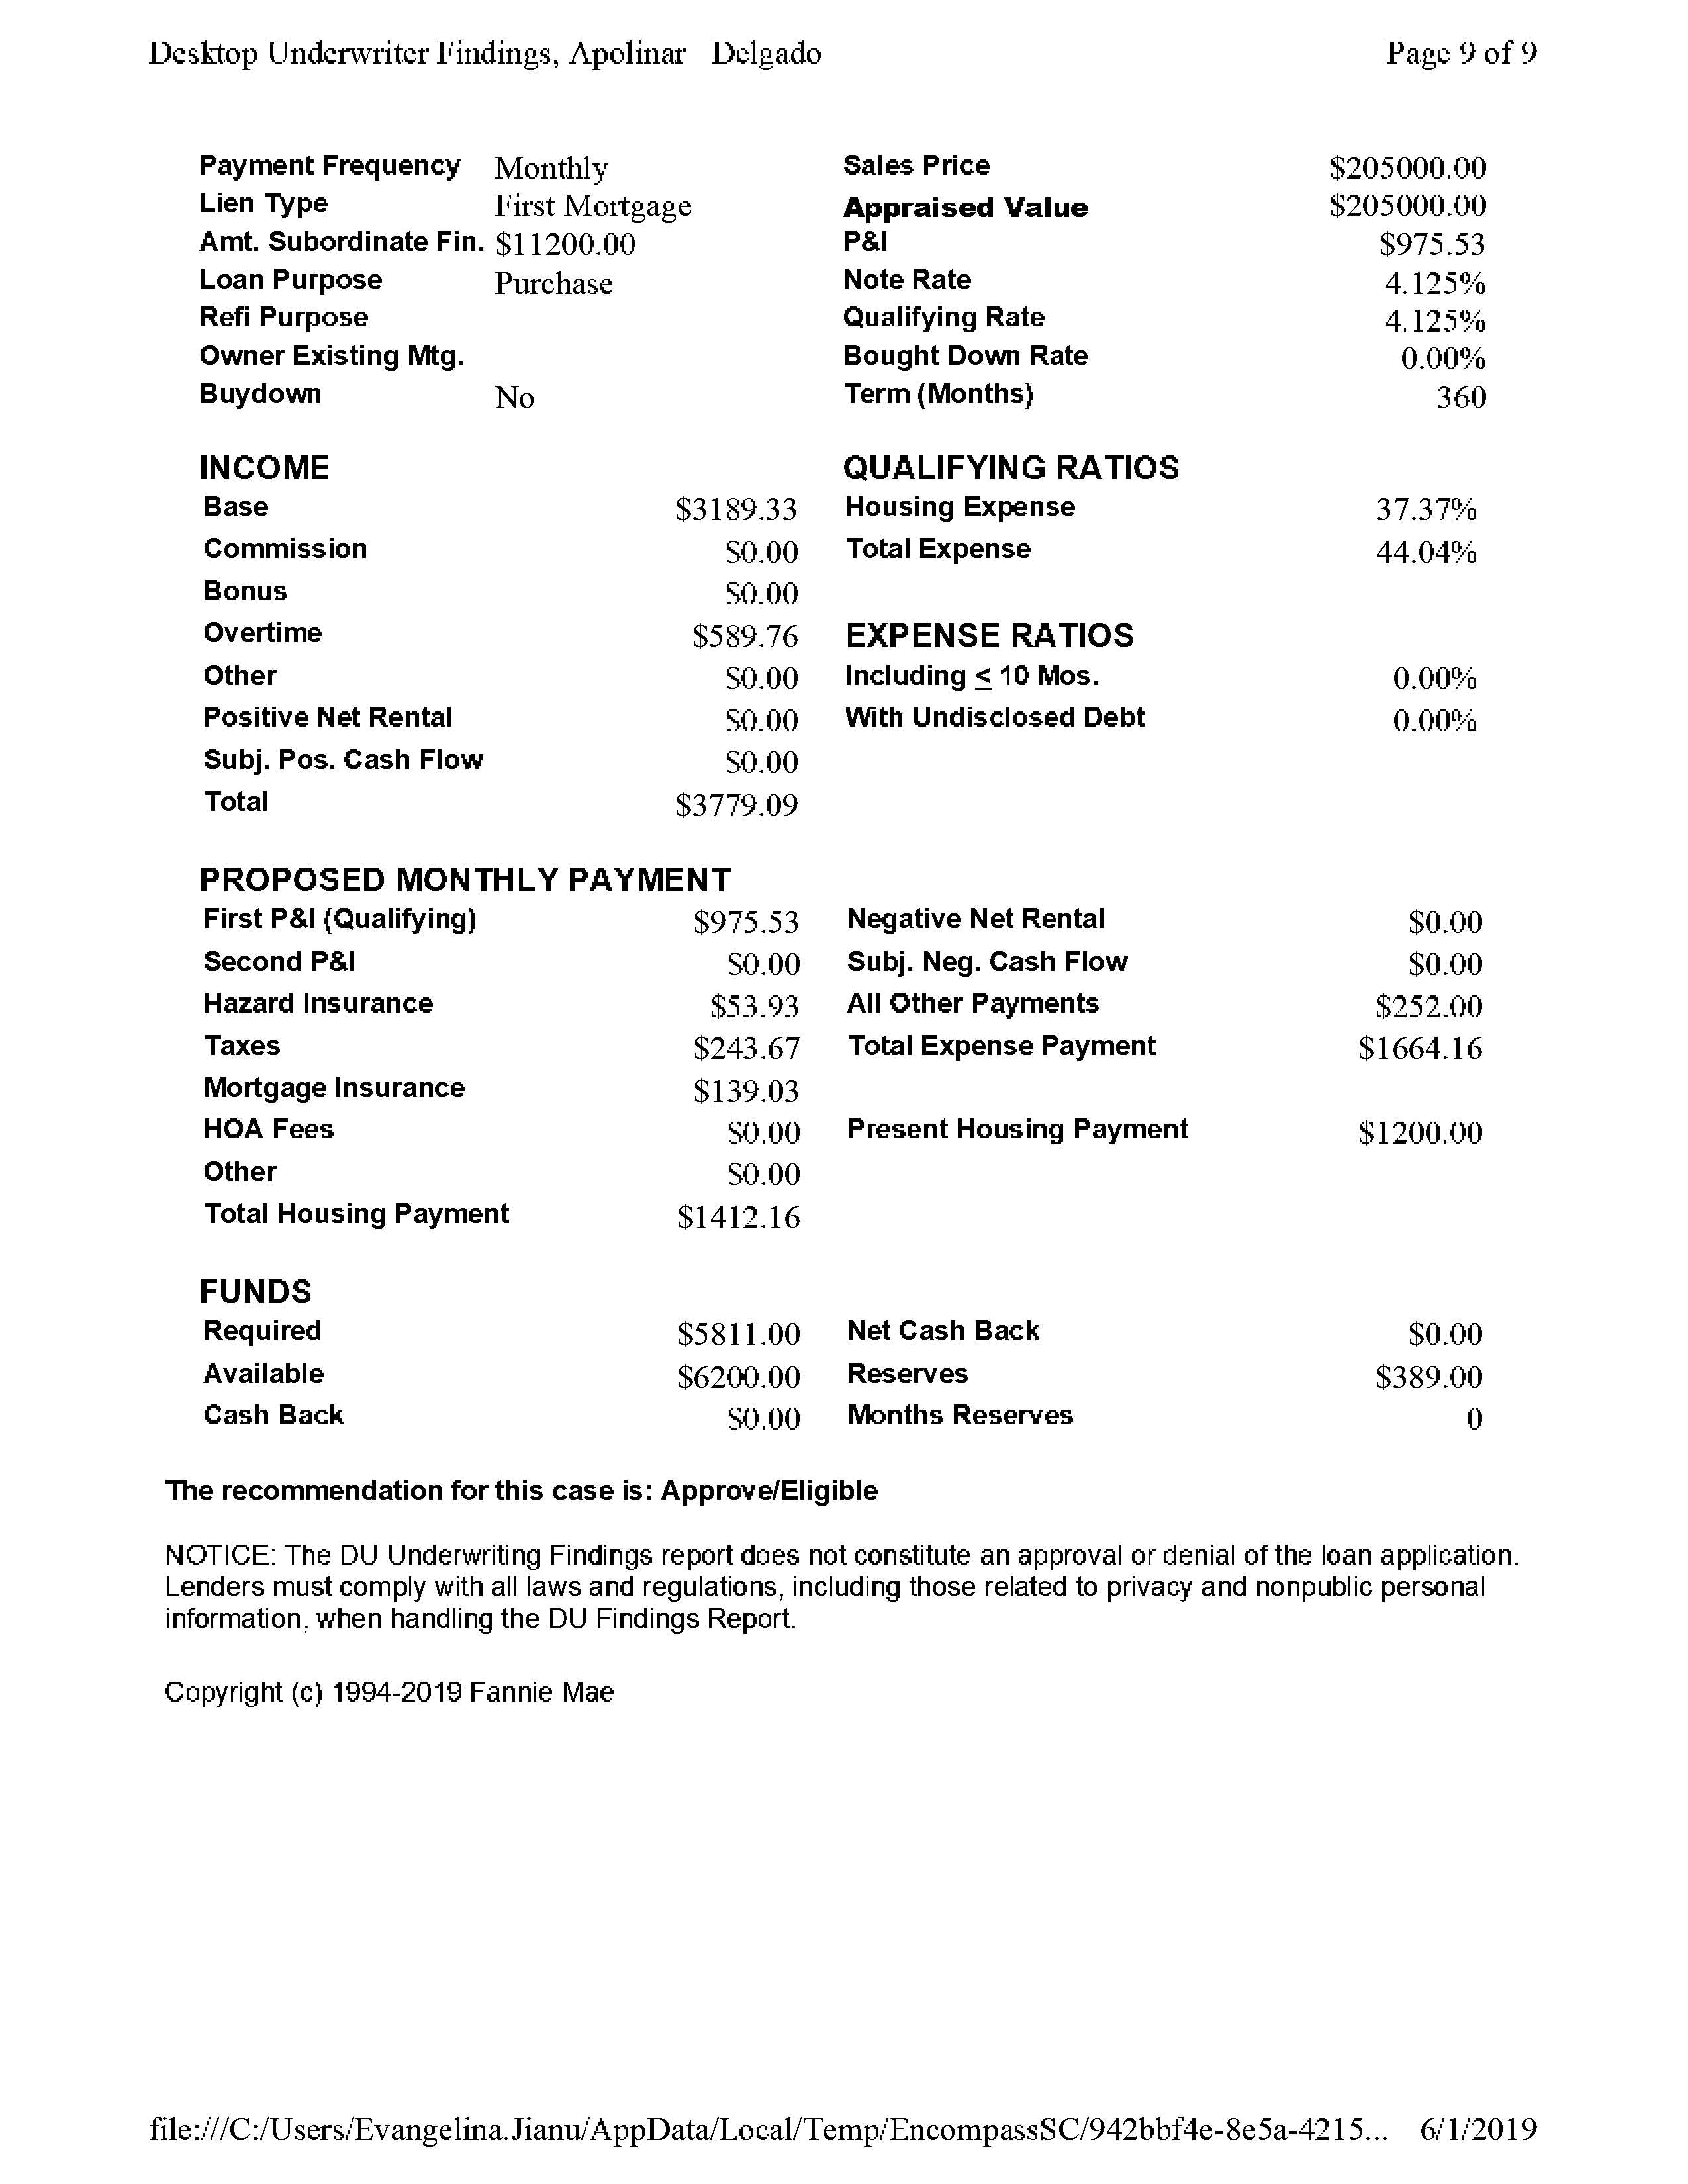 Desktop Underwriter Findings, Apolinar Delgado Page 9 of 9
Payment Frequency Monthly Sales Price $205000.00
Lien Type First Mortgage Appraised Value $205000.00
Amt. Subordinate Fin. $11200.00 P&I $975.53
Loan Purpose Purchase Note Rate 4.125%
Refi Purpose Qualifying Rate 4.125%
Owner Existing Mtg. Bought Down Rate 0.00%
Buydown No Term (Months) 360
INCOME QUALIFYING RATIOS
Base $3189.33 Housing Expense 37.37%
Commission $0.00 Total Expense 44.04%
Bonus $0.00
Overtime $589.76 EXPENSE RATIOS
Other $0.00 Including ≤ 10 Mos. 0.00%
Positive Net Rental $0.00 With Undisclosed Debt 0.00%
Subj. Pos. Cash Flow $0.00
Total $3779.09
PROPOSED MONTHLY PAYMENT
First P&I (Qualifying) $975.53 Negative Net Rental $0.00
Second P&I $0.00 Subj. Neg. Cash Flow $0.00
Hazard Insurance $53.93 All Other Payments $252.00
Taxes $243.67 Total Expense Payment $1664.16
Mortgage Insurance $139.03
HOA Fees $0.00 Present Housing Payment $1200.00
Other $0.00
Total Housing Payment $1412.16
FUNDS
Required $5811.00 Net Cash Back $0.00
Available $6200.00 Reserves $389.00
Cash Back $0.00 Months Reserves 0
The recommendation for this case is: Approve/Eligible
NOTICE: The DU Underwriting Findings report does not constitute an approval or denial of the loan application.
Lenders must comply with all laws and regulations, including those related to privacy and nonpublic personal
information, when handling the DU Findings Report.
Copyright (c) 1994-2019 Fannie Mae
file:///C:/Users/Evangelina.Jianu/AppData/Local/Temp/EncompassSC/942bbf4e-8e5a-4215... 6/1/2019